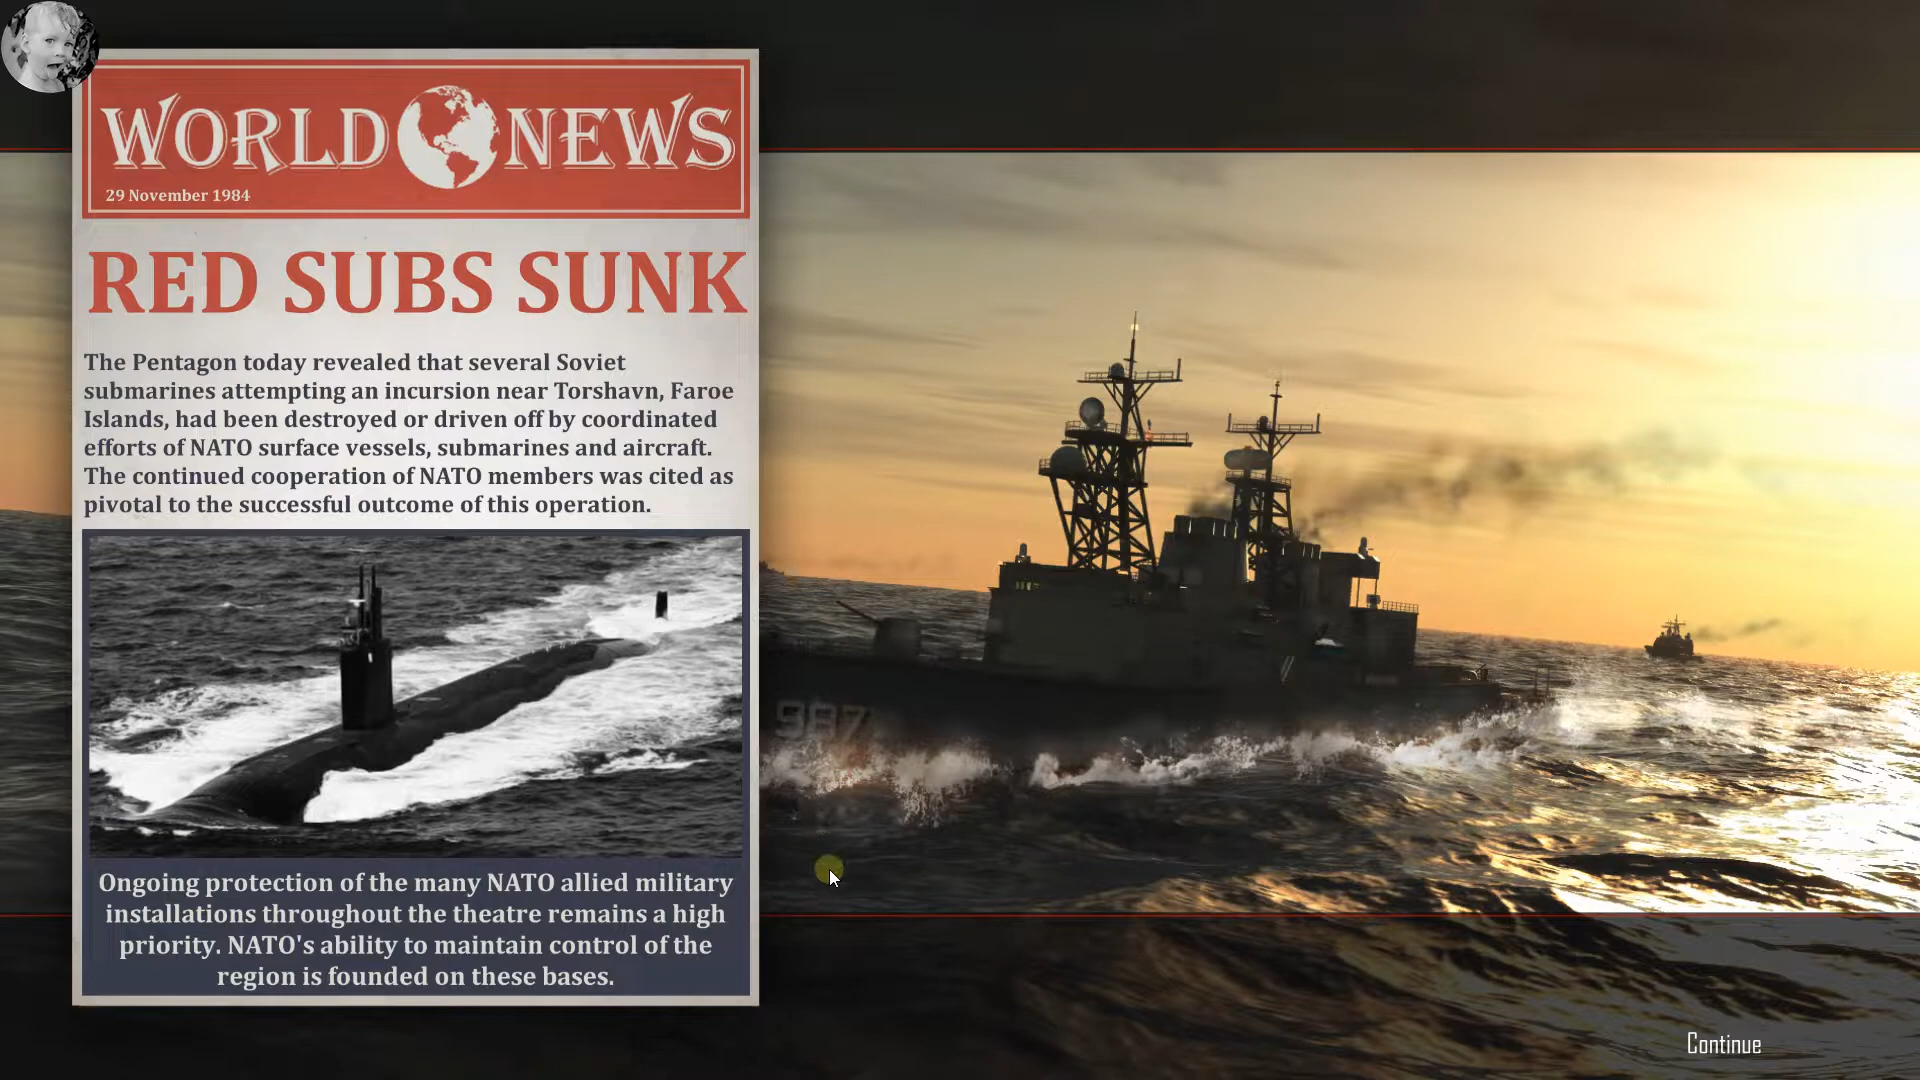 WORLD NEWS
29 November 1984
RED SUBS SUNK
The Pentagon today revealed that several Soviet
submarines attempting an incursion near Torshavn, Faroe
Islands, had been destroyed or driven off by coordinated
efforts of NATO surface vessels, submarines and aircraft.
The continued cooperation of NATO members was cited as
pivotal to the successful outcome of this operation.
987
Ongoing protection of the many NATO allied military
installations throughout the theatre remains a high
priority. NATO's ability to maintain control of the
region is founded on these bases.
Continue